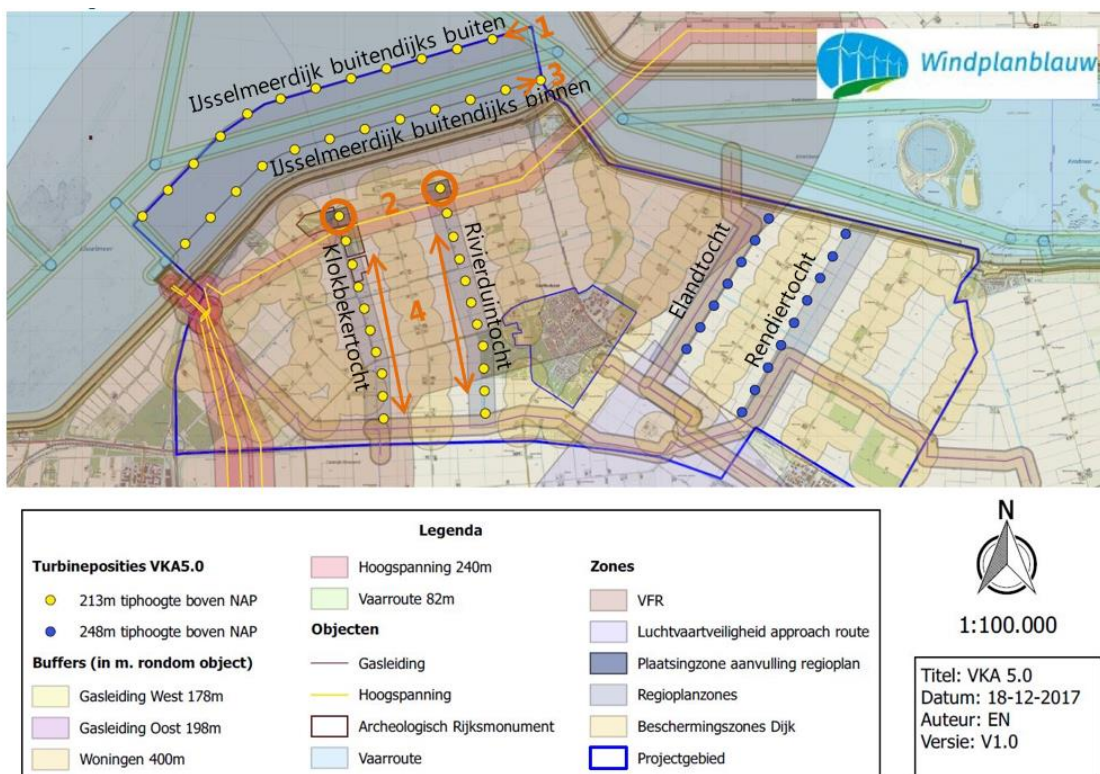 IJsselmeerdijk buitendijks buiten
1
Windplanblauw
3
IJsselmeerdijk buitendijks binnen
2
Klokbekertocht
4
Rivierduintocht
Elandtocht
Rendiertocht
Legenda
Turbineposities VKA5.0
213m tiphoogte boven NAP
248m tiphoogte boven NAP
Buffers (in m. rondom object)
Gasleiding West 178m
Gasleiding Oost 198m
Woningen 400m
Hoogspanning 240m
Vaarroute 82m
Objecten
Gasleiding
Hoogspanning
Archeologisch Rijksmonument
Vaarroute
Zones
VFR
Luchtvaartveiligheid approach route
Plaatsingzone aanvulling regioplan
Regioplanzones
Beschermingszones Dijk
Projectgebied
N
1:100.000
Titel: VKA 5.0
Datum: 18-12-2017
Auteur: EN
Versie: V1.0